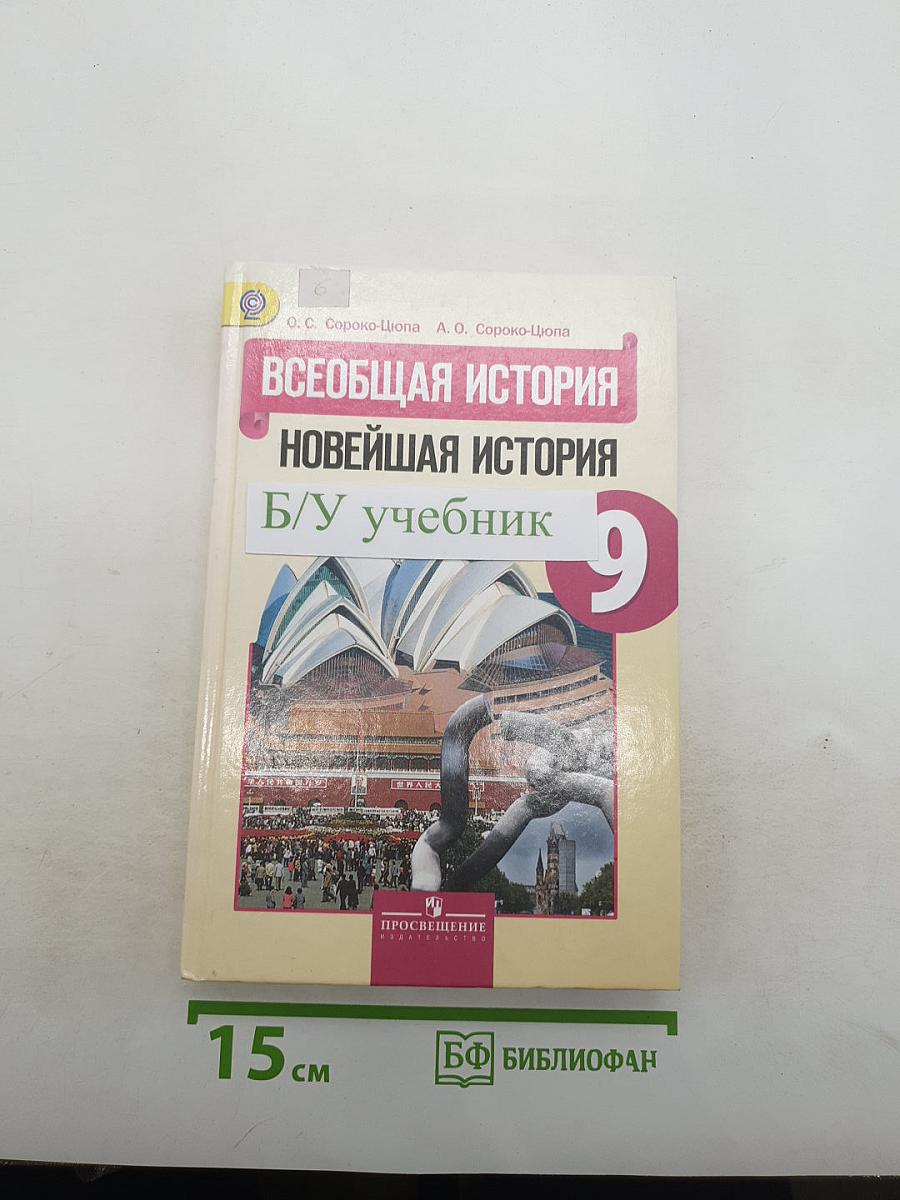 6
О. С. Сороко-Цюпа А. О. Сороко-Цюпа
ВСЕОБЩАЯ ИСТОРИЯ
НОВЕЙШАЯ ИСТОРИЯ
Б/У учебник
9
ПРОСВЕЩЕНИЕ
ИЗДАТЕЛЬСТВО
15 см
БФ БИБЛИОФАН